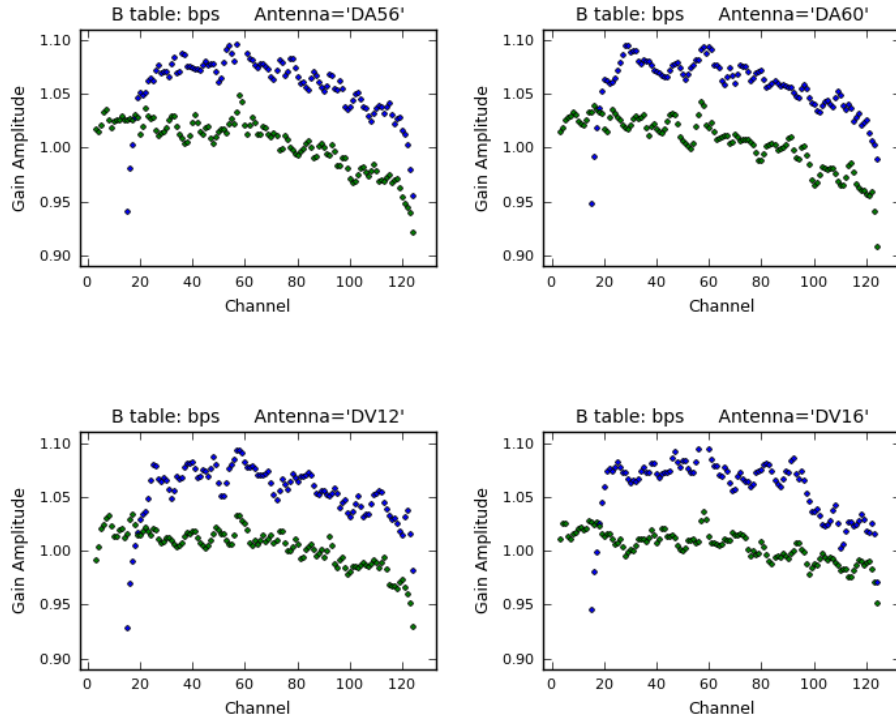 B table: bps Antenna='DA56'
1.10
1.05
1.00
0.95
0.90
Gain Amplitude
0 20 40 60 80 100 120
Channel
B table: bps Antenna='DA60'
1.10
1.05
1.00
0.95
0.90
Gain Amplitude
0 20 40 60 80 100 120
Channel
B table: bps Antenna='DV12'
1.10
1.05
1.00
0.95
0.90
Gain Amplitude
0 20 40 60 80 100 120
Channel
B table: bps Antenna='DV16'
1.10
1.05
1.00
0.95
0.90
Gain Amplitude
0 20 40 60 80 100 120
Channel